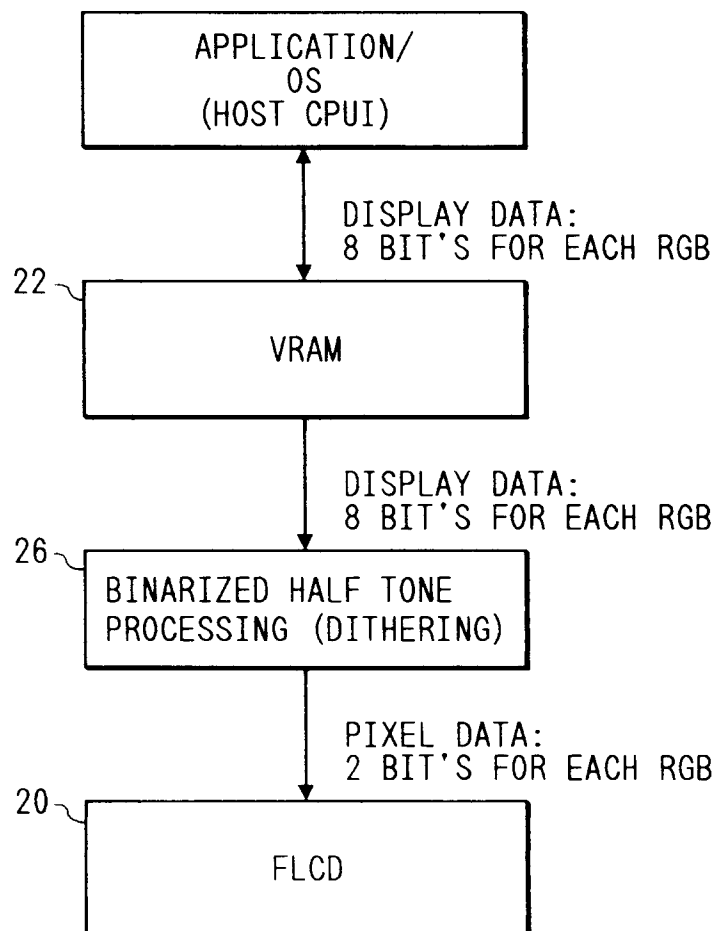 APPLICATION/
OS
(HOST CPUI)
DISPLAY DATA:
8 BIT'S FOR EACH RGB
22
VRAM
DISPLAY DATA:
8 BIT'S FOR EACH RGB
26
BINARIZED HALF TONE
PROCESSING (DITHERING)
PIXEL DATA:
2 BIT'S FOR EACH RGB
20
FLCD